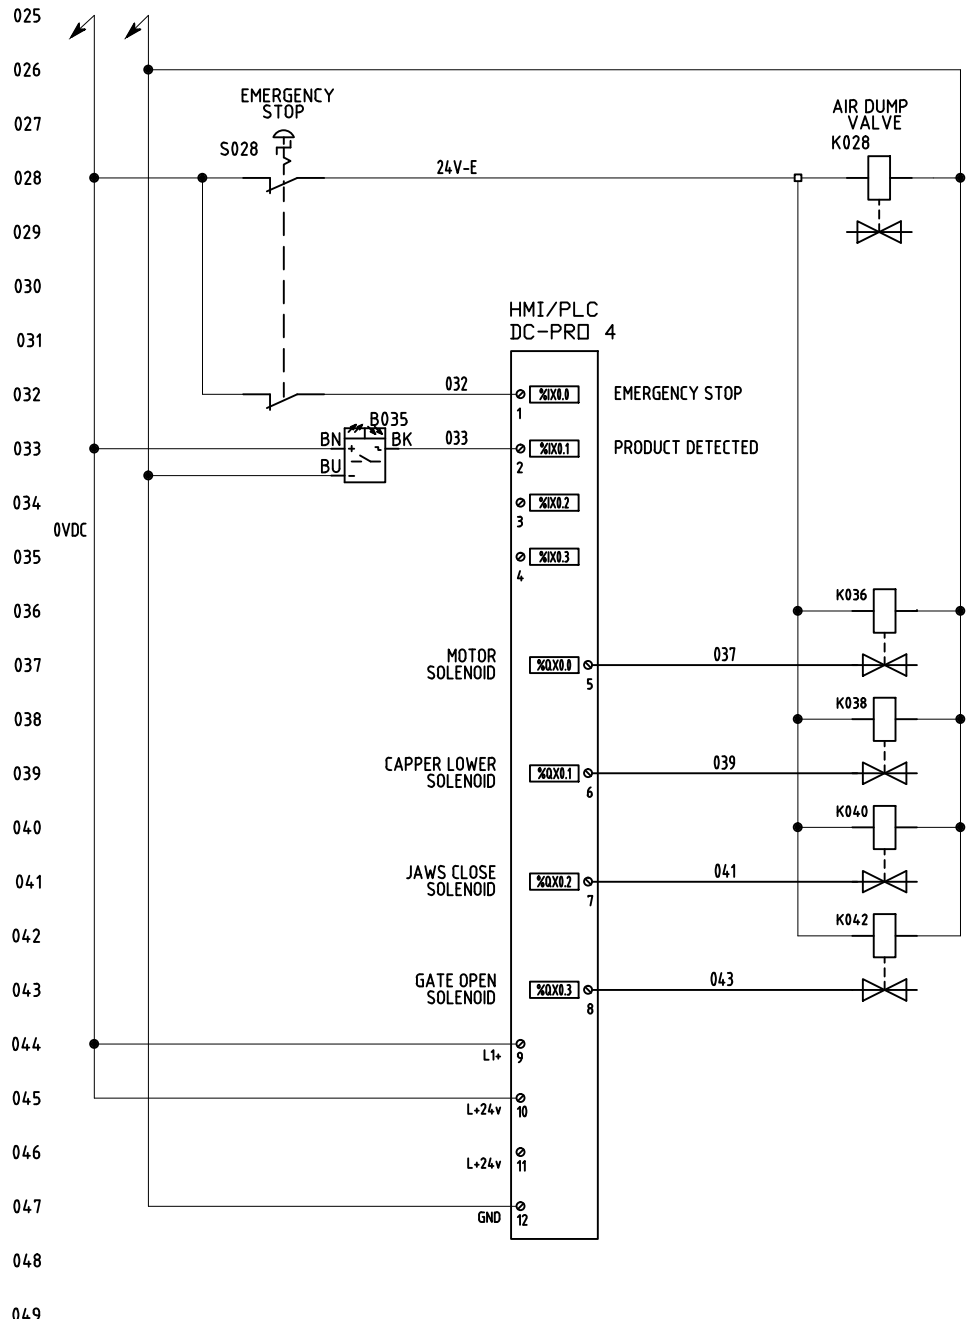 025
026
EMERGENCY
STOP
AIR DUMP
VALVE
027
S028
K028
028
24V-E
029
030
HMI/PLC
DC-PRO 4
031
032
032
%IX0.0
EMERGENCY STOP
1
B035
033
BN
+
BK
033
%IX0.1
PRODUCT DETECTED
BU
-
2
034
%IX0.2
3
0VDC
035
%IX0.3
4
036
K036
037
MOTOR
SOLENOID
%QX0.0
037
5
038
K038
039
CAPPER LOWER
SOLENOID
%QX0.1
039
6
040
K040
041
JAWS CLOSE
SOLENOID
%QX0.2
041
7
042
K042
043
GATE OPEN
SOLENOID
%QX0.3
043
8
044
L1+
9
045
L+24v
10
046
L+24v
11
047
GND
12
048
049